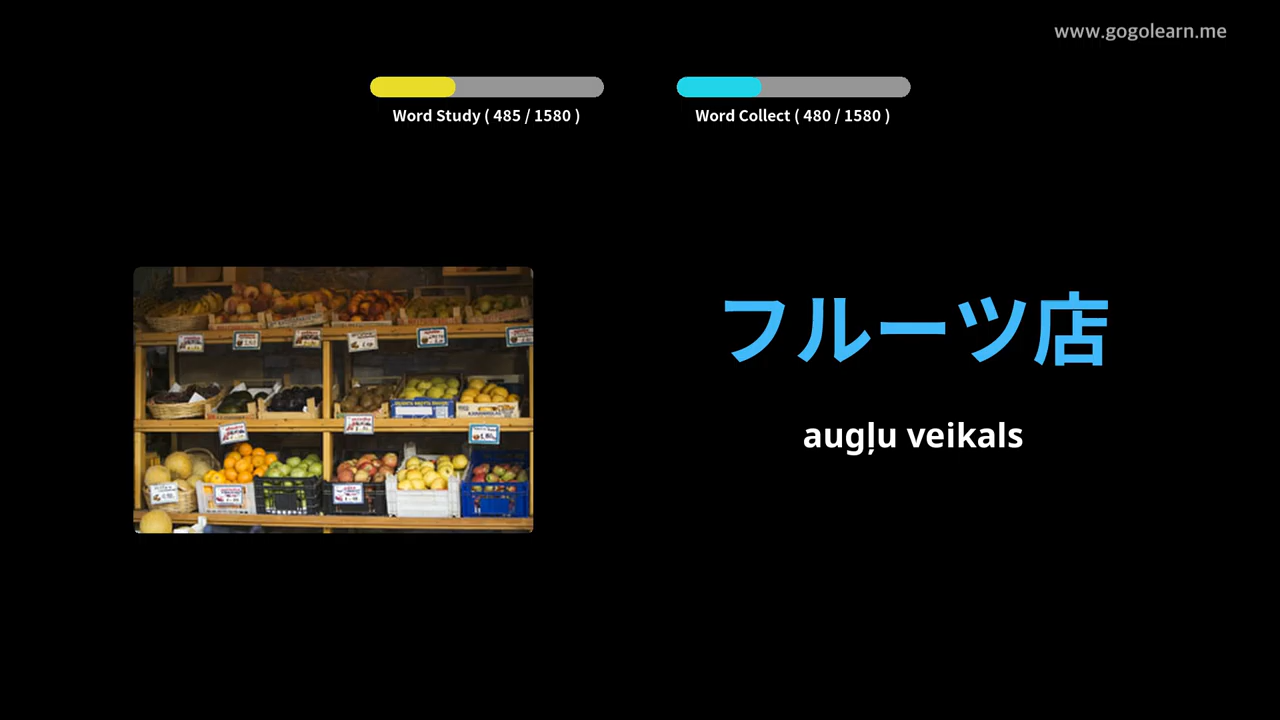 www.gogolearn.me
Word Study ( 485 / 1580 )
Word Collect ( 480 / 1580 )
フルーツ店
augļu veikals